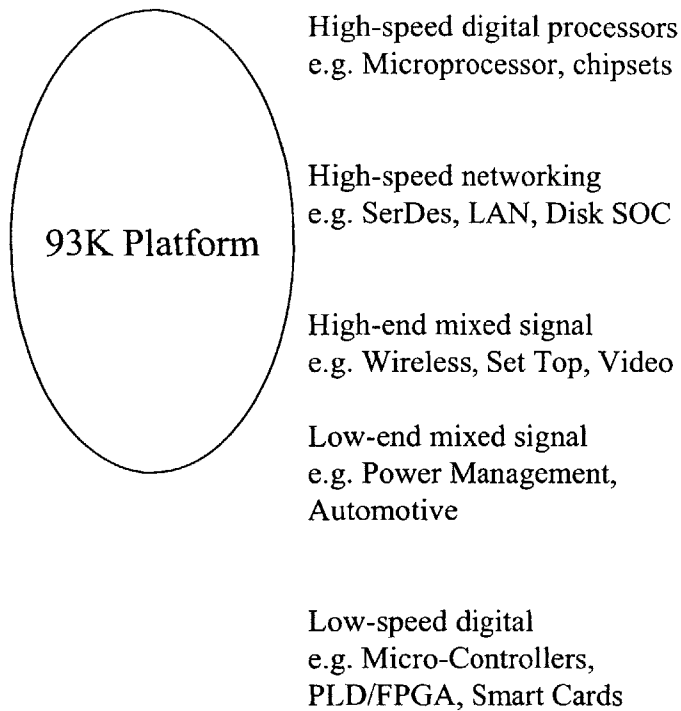 High-speed digital processors
e.g. Microprocessor, chipsets
High-speed networking
e.g. SerDes, LAN, Disk SOC
93K Platform
High-end mixed signal
e.g. Wireless, Set Top, Video
Low-end mixed signal
e.g. Power Management,
Automotive
Low-speed digital
e.g. Micro-Controllers,
PLD/FPGA, Smart Cards